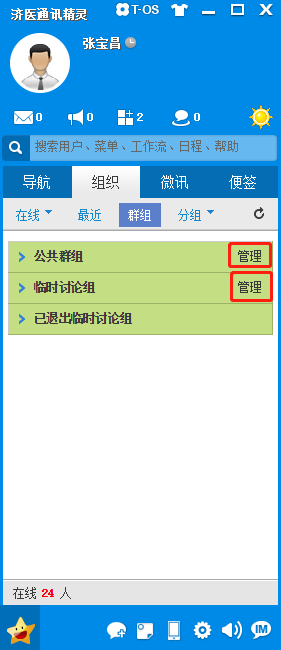 济医通讯精灵 T-OS
张宝昌
0 0 2 0
搜索用户、菜单、工作流、日程、帮助
导航 组织 微讯 便签
在线 最近 群组 分组
公共群组 管理
临时讨论组 管理
已退出临时讨论组
在线 24 人
IM